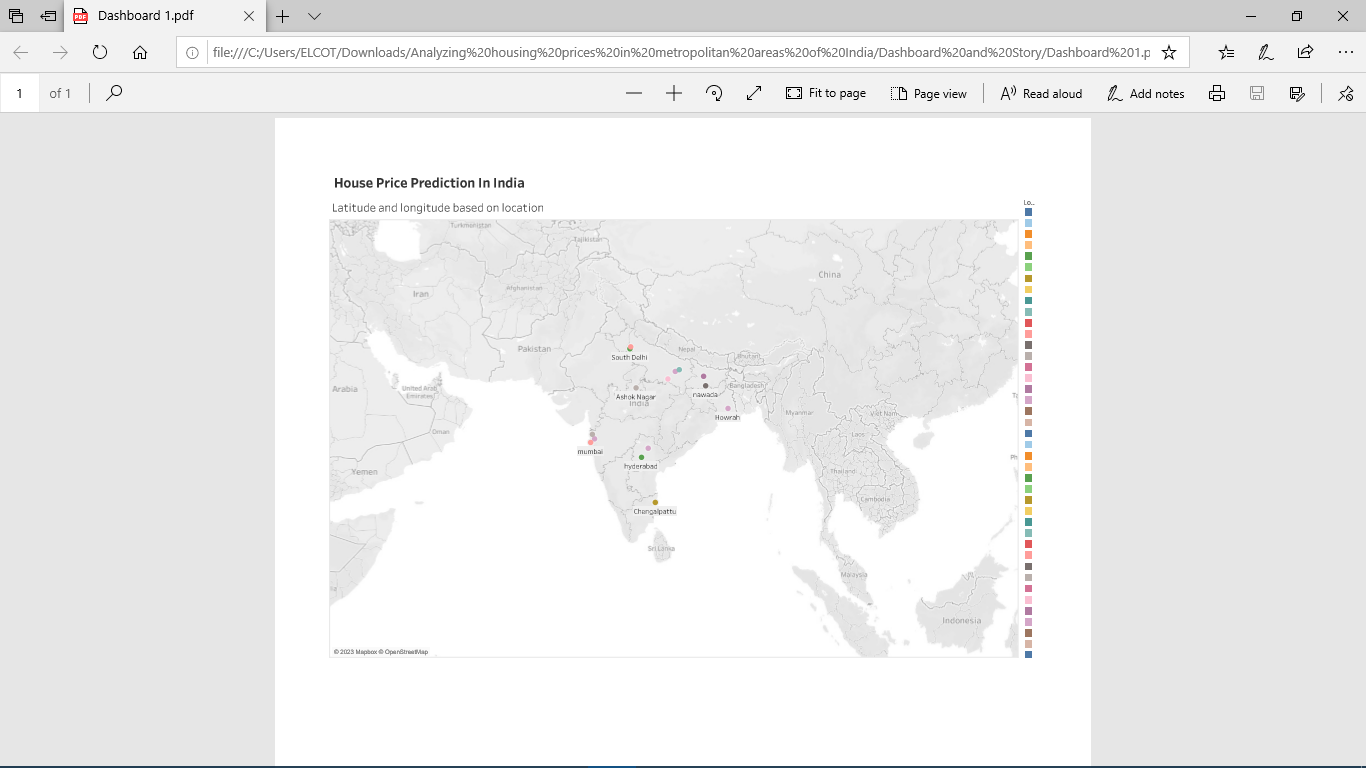 Dashboard 1.pdf
file:///C:/Users/ELCOT/Downloads/Analyzing%20housing%20prices%20in%20metropolitan%20areas%20of%20India/Dashboard%20and%20Story/Dashboard%201.p
1 of 1 Fit to page Page view Read aloud Add notes
House Price Prediction In India
Latitude and longitude based on location
Lo..
Turkmenistan
Tajikistan
China
Afghanistan
Iran
Pakistan
Nepal
South Delhi
Bhutan
Arabia
United Arab
Emirates
Bangladesh
Ashok Nagar
nawada
India
Howrah
Myanmar
Viet Nam
Oman
Laos
mumbai
Ph
hyderabad
Yemen
Thailand
Cambodia
Chungalpattu
Sri Lanka
Malaysia
Indonesia
© 2023 Mapbox © OpenStreetMap